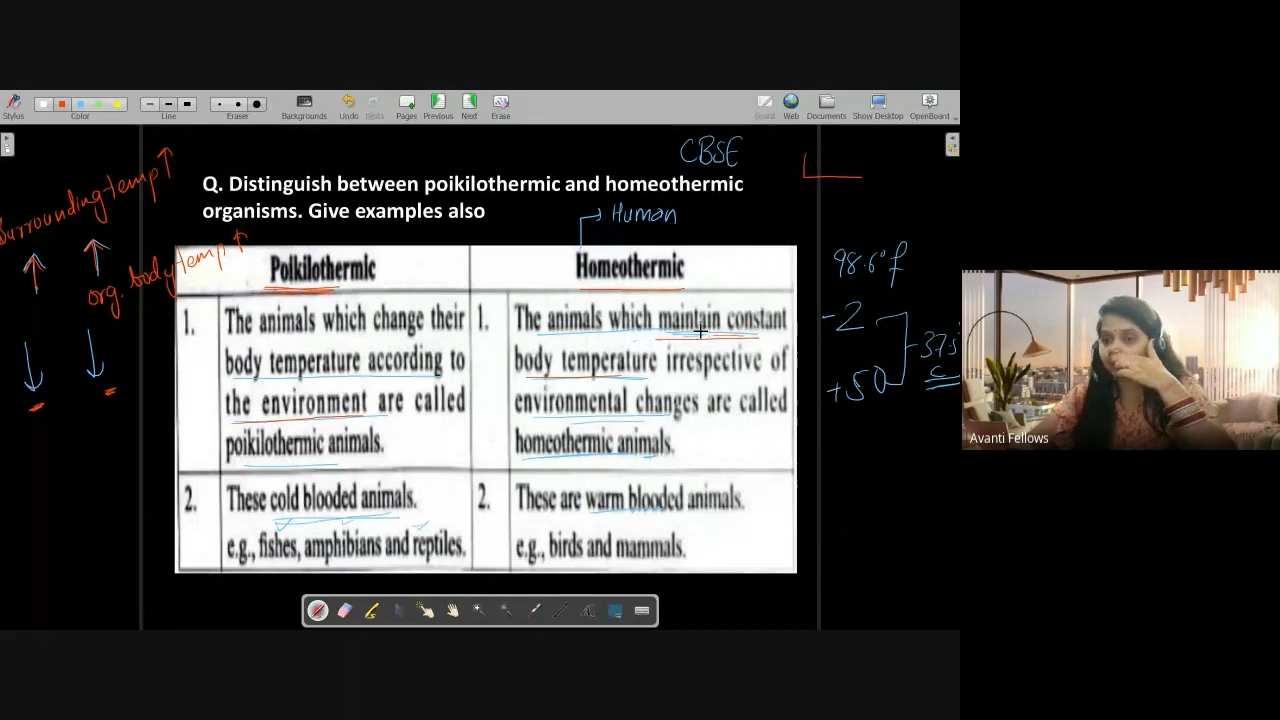 Stylus
Color
Line
Eraser
Backgrounds
Undo
Redo
Pages
Previous
Next
Erase
Board
Web
Documents
Show Desktop
OpenBoard
CBSE
Q. Distinguish between poikilothermic and homeothermic
organisms. Give examples also
Human
Surrounding temp ↑
org. body temp ↑
Poikilothermic
Homeothermic
1. The animals which change their
body temperature according to
the environment are called
poikilothermic animals.
1. The animals which maintain constant
body temperature irrespective of
environmental changes are called
homeothermic animals.
2. These cold blooded animals.
e.g., fishes, amphibians and reptiles.
2. These are warm blooded animals.
e.g., birds and mammals.
98.6°f
-2
+50
37
c
Avanti Fellows